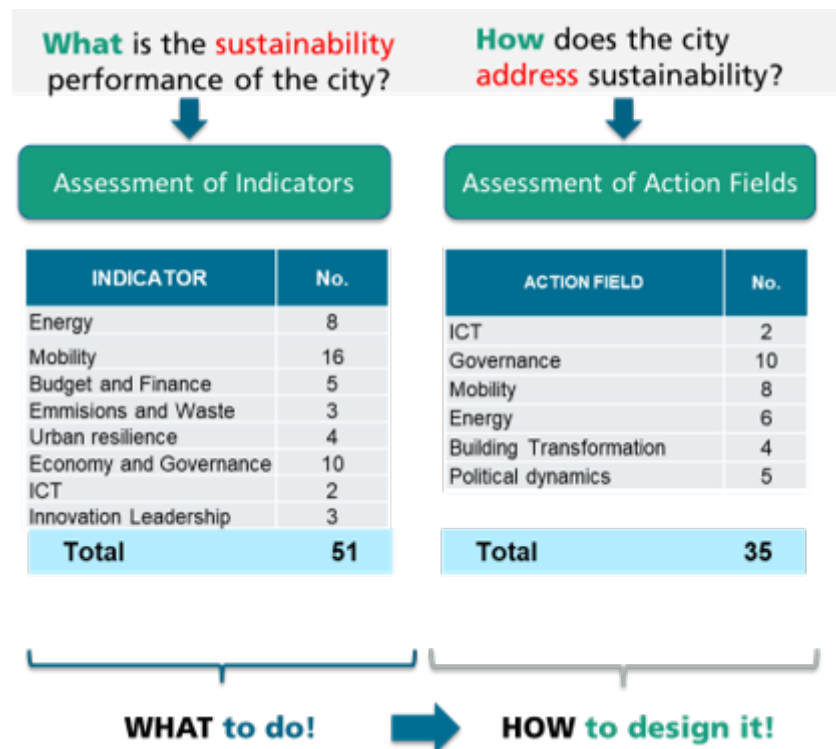 What is the sustainability
performance of the city?
How does the city
address sustainability?
Assessment of Indicators
Assessment of Action Fields
INDICATOR No.
Energy 8
Mobility 16
Budget and Finance 5
Emmisions and Waste 3
Urban resilience 4
Economy and Governance 10
ICT 2
Innovation Leadership 3
Total 51
ACTION FIELD No.
ICT 2
Governance 10
Mobility 8
Energy 6
Building Transformation 4
Political dynamics 5
Total 35
WHAT to do!
HOW to design it!